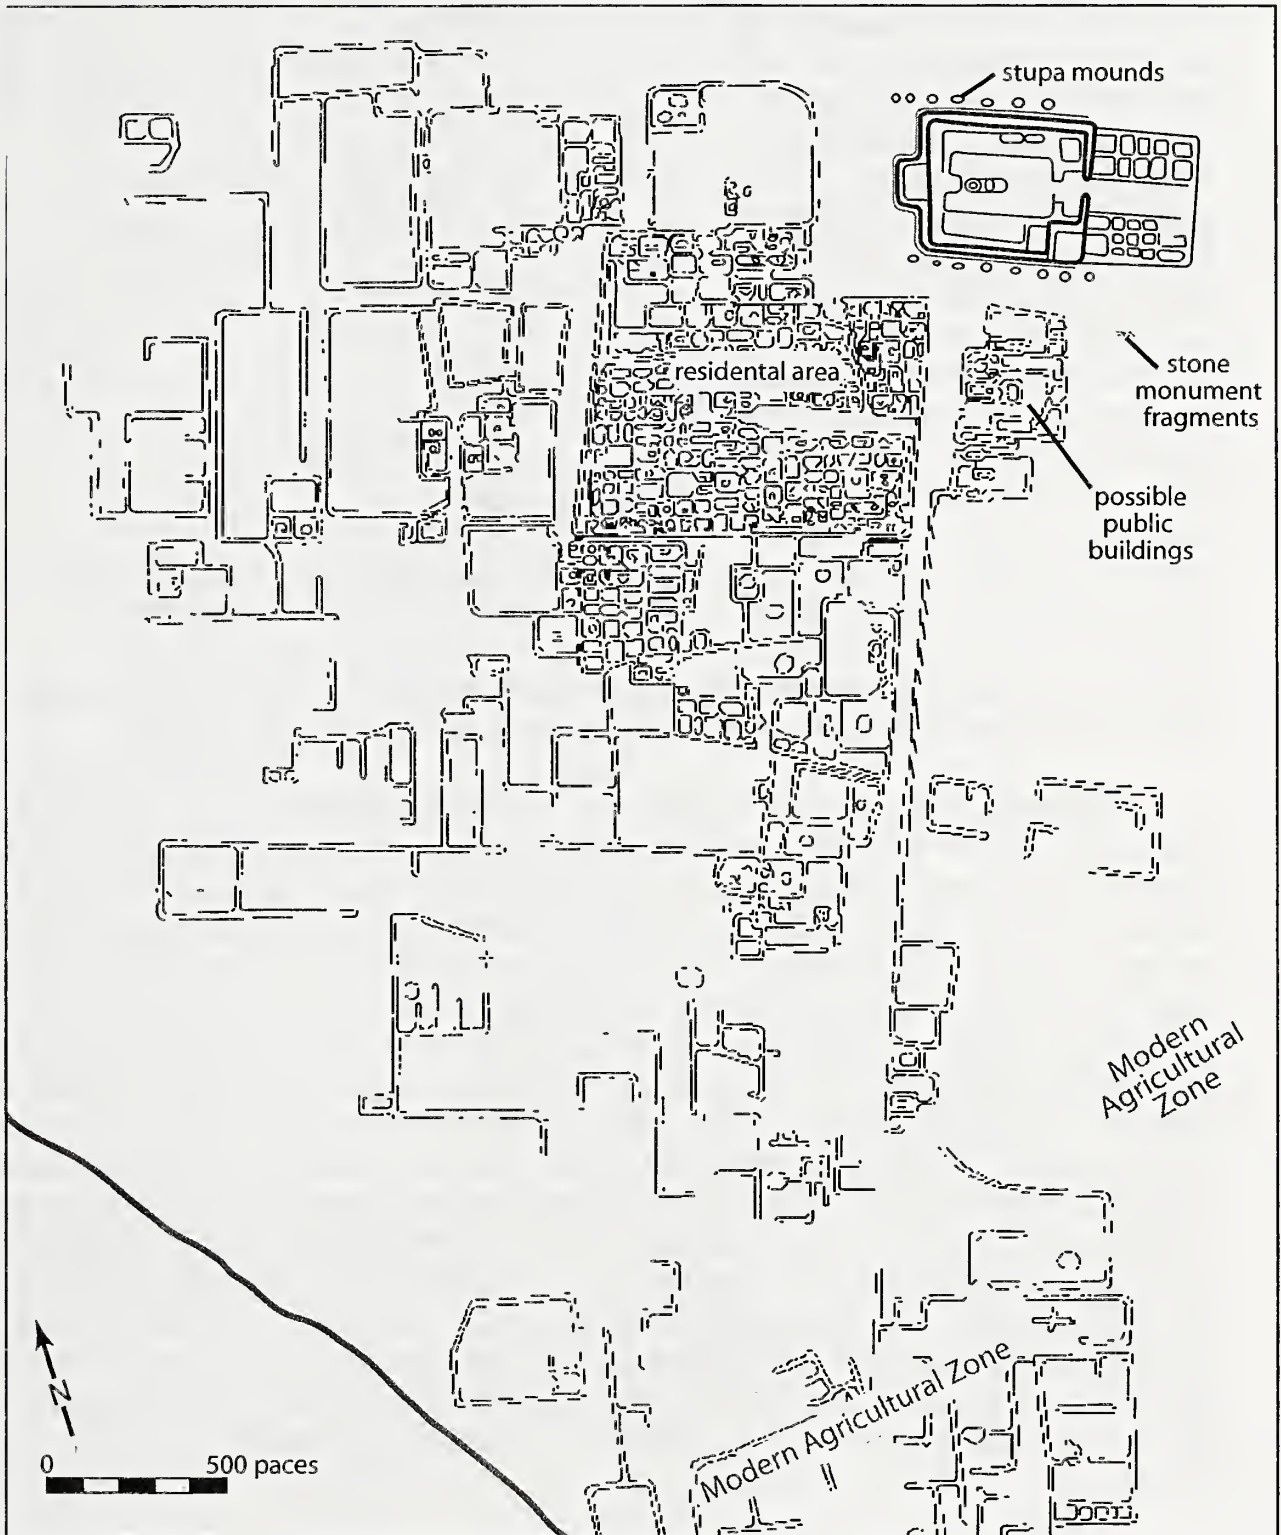 stupa mounds
residental area
stone
monument
fragments
possible
public
buildings
Modern
Agricultural
Zone
Modern Agricultural Zone
N
0 500 paces